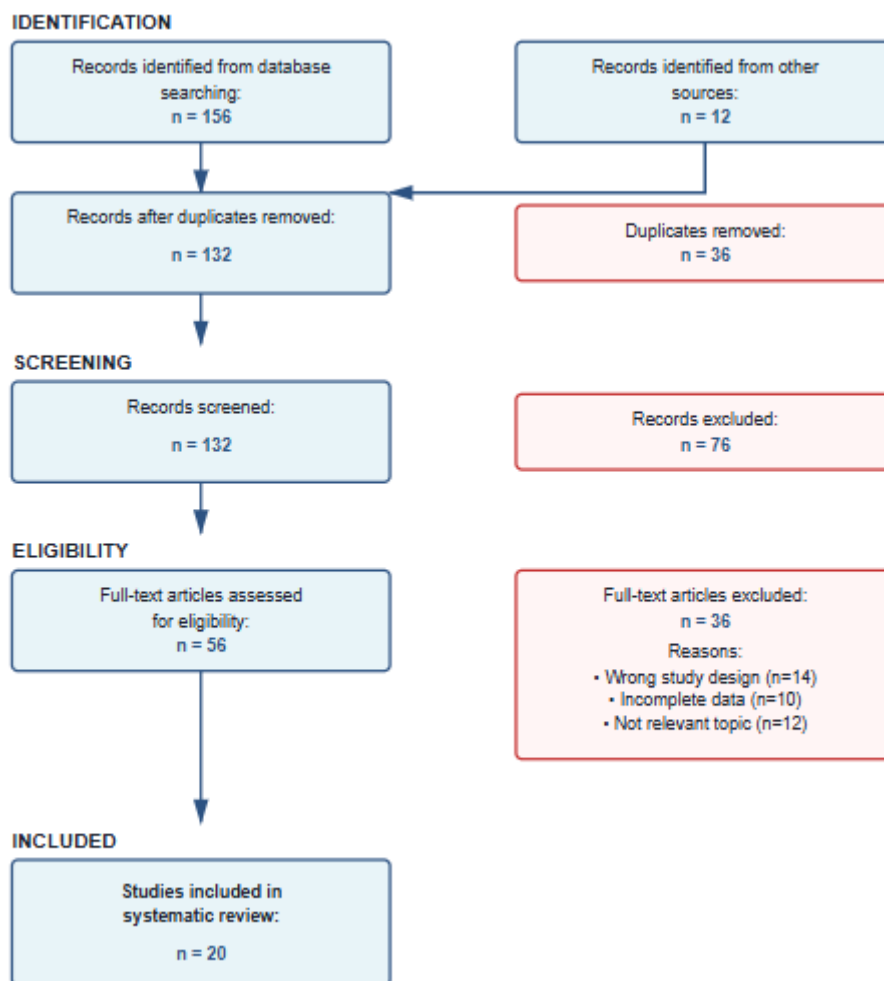 IDENTIFICATION
Records identified from database
searching:
n = 156
Records identified from other
sources:
n = 12
Records after duplicates removed:
n = 132
Duplicates removed:
n = 36
SCREENING
Records screened:
n = 132
Records excluded:
n = 76
ELIGIBILITY
Full-text articles assessed
for eligibility:
n = 56
Full-text articles excluded:
n = 36
Reasons:
• Wrong study design (n=14)
• Incomplete data (n=10)
• Not relevant topic (n=12)
INCLUDED
Studies included in
systematic review:
n = 20